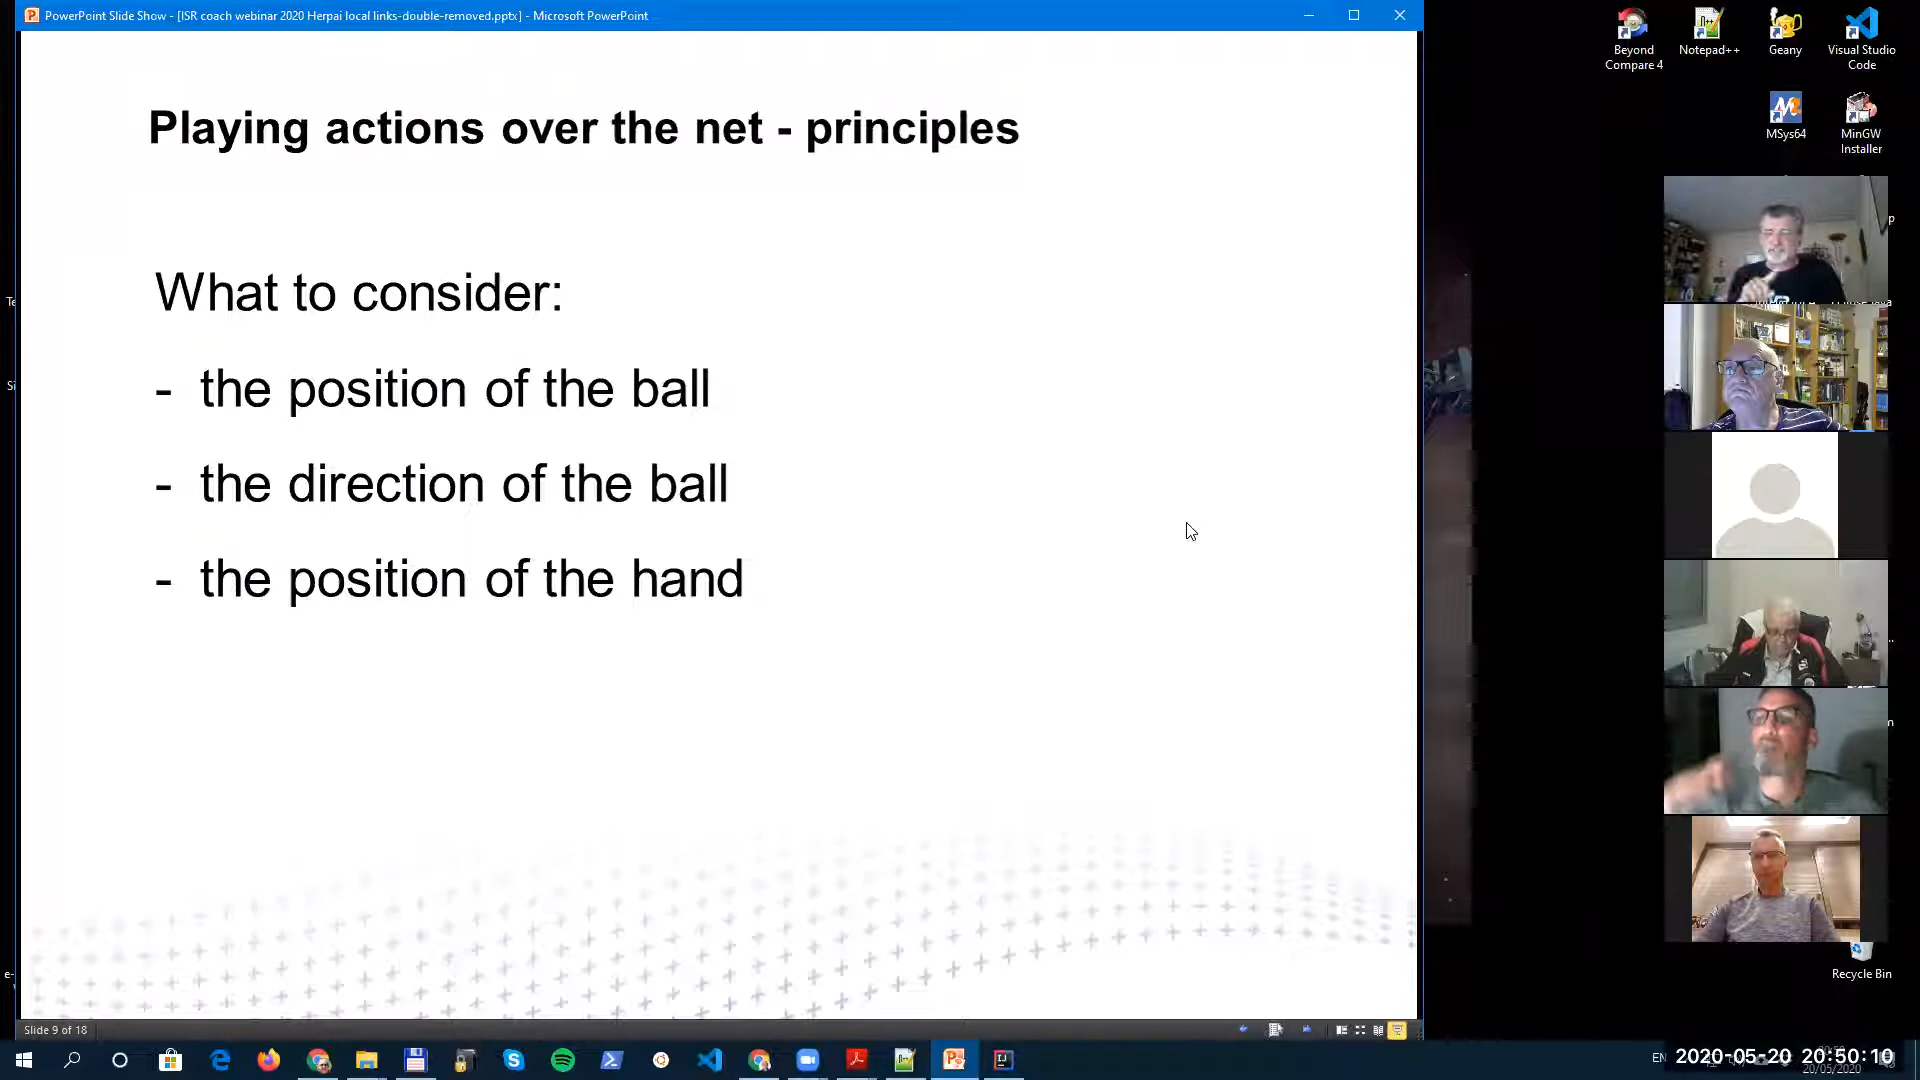 PowerPoint Slide Show - [ISR coach webinar 2020 Herpai local links-double-removed.pptx] - Microsoft PowerPoint
Playing actions over the net - principles
What to consider:
- the position of the ball
- the direction of the ball
- the position of the hand
Slide 9 of 18
Beyond
Compare 4
Notepad++
Geany
Visual Studio
Code
MSys64
MinGW
Installer
Recycle Bin
EN
2020-05-20 20:50:10
20/05/2020